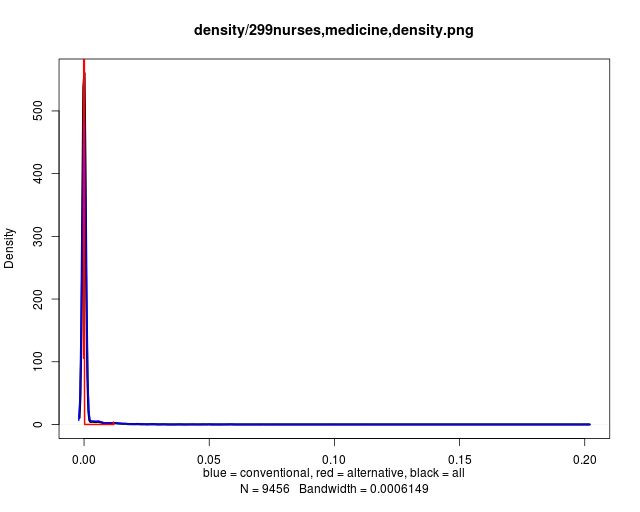 density/299nurses,medicine,density.png
Density
500
400
300
200
100
0
0.00 0.05 0.10 0.15 0.20
blue = conventional, red = alternative, black = all
N = 9456 Bandwidth = 0.0006149